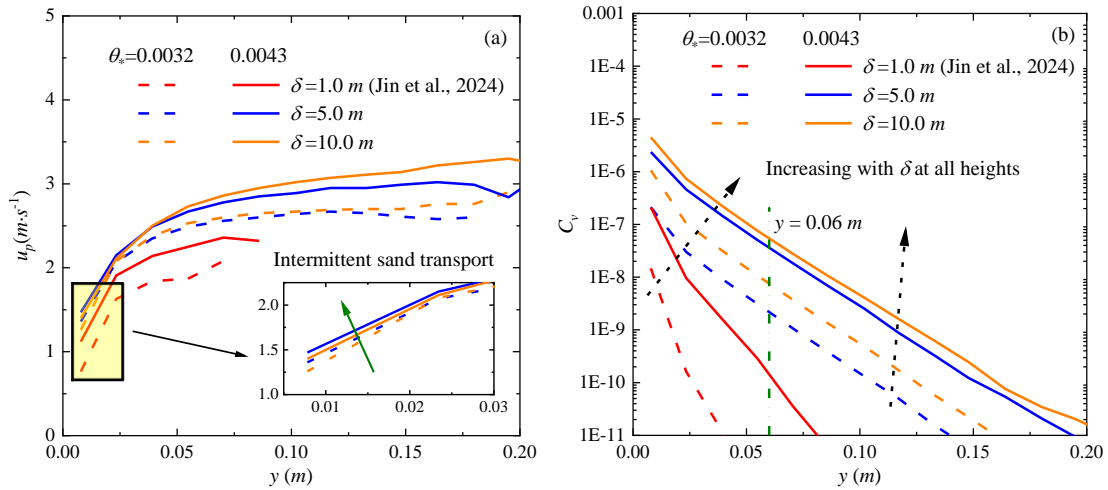 (a)
θ*=0.0032 0.0043
δ=1.0 m (Jin et al., 2024)
δ=5.0 m
δ=10.0 m
Intermittent sand transport
2.0
1.5
1.0
0.01 0.02 0.03
5
4
3
2
1
0
0.00 0.05 0.10 0.15 0.20
u_p(m·s⁻¹)
y (m)
(b)
θ*=0.0032 0.0043
δ=1.0 m (Jin et al., 2024)
δ=5.0 m
δ=10.0 m
Increasing with δ at all heights
y = 0.06 m
0.001
1E-4
1E-5
1E-6
1E-7
1E-8
1E-9
1E-10
1E-11
0.00 0.05 0.10 0.15 0.20
C_v
y (m)